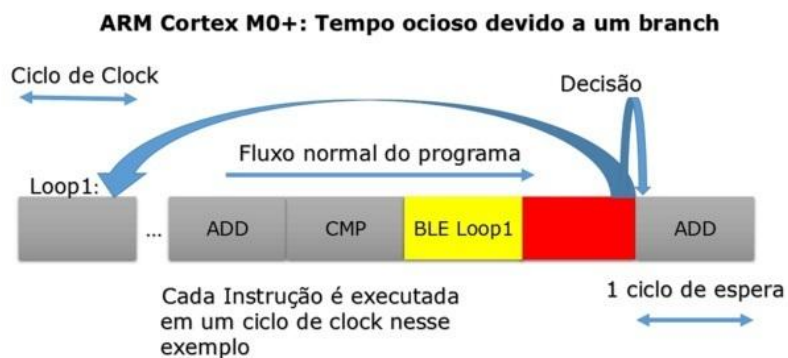 ARM Cortex M0+: Tempo ocioso devido a um branch
Ciclo de Clock
Decisão
Fluxo normal do programa
Loop1:
...
ADD
CMP
BLE Loop1
ADD
Cada Instrução é executada
em um ciclo de clock nesse
exemplo
1 ciclo de espera